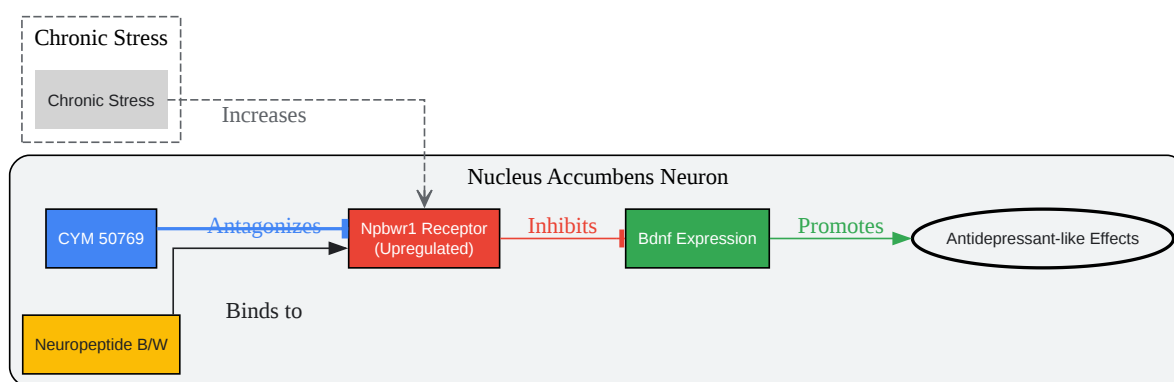 Chronic Stress
Chronic Stress
Increases
Nucleus Accumbens Neuron
CYM 50769
Antagonizes
Npbwr1 Receptor
(Upregulated)
Inhibits
Bdnf Expression
Promotes
Antidepressant-like Effects
Binds to
Neuropeptide B/W